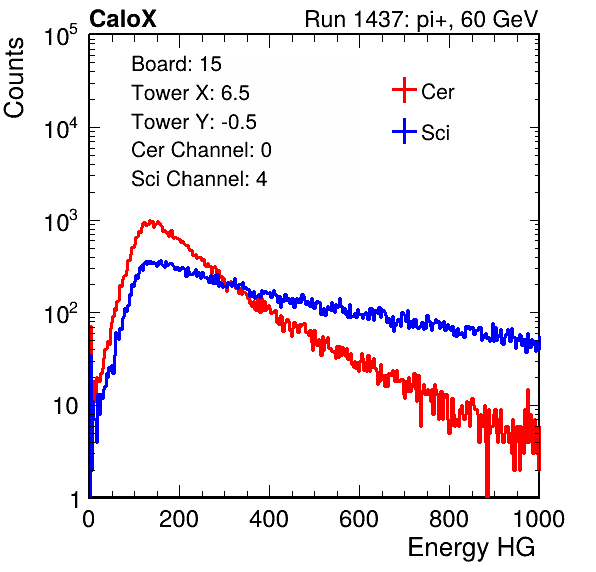 CaloX Run 1437: pi+, 60 GeV
Counts
Board: 15
Tower X: 6.5
Tower Y: -0.5
Cer Channel: 0
Sci Channel: 4
Cer
Sci
10^5
10^4
10^3
10^2
10
1
0 200 400 600 800 1000
Energy HG